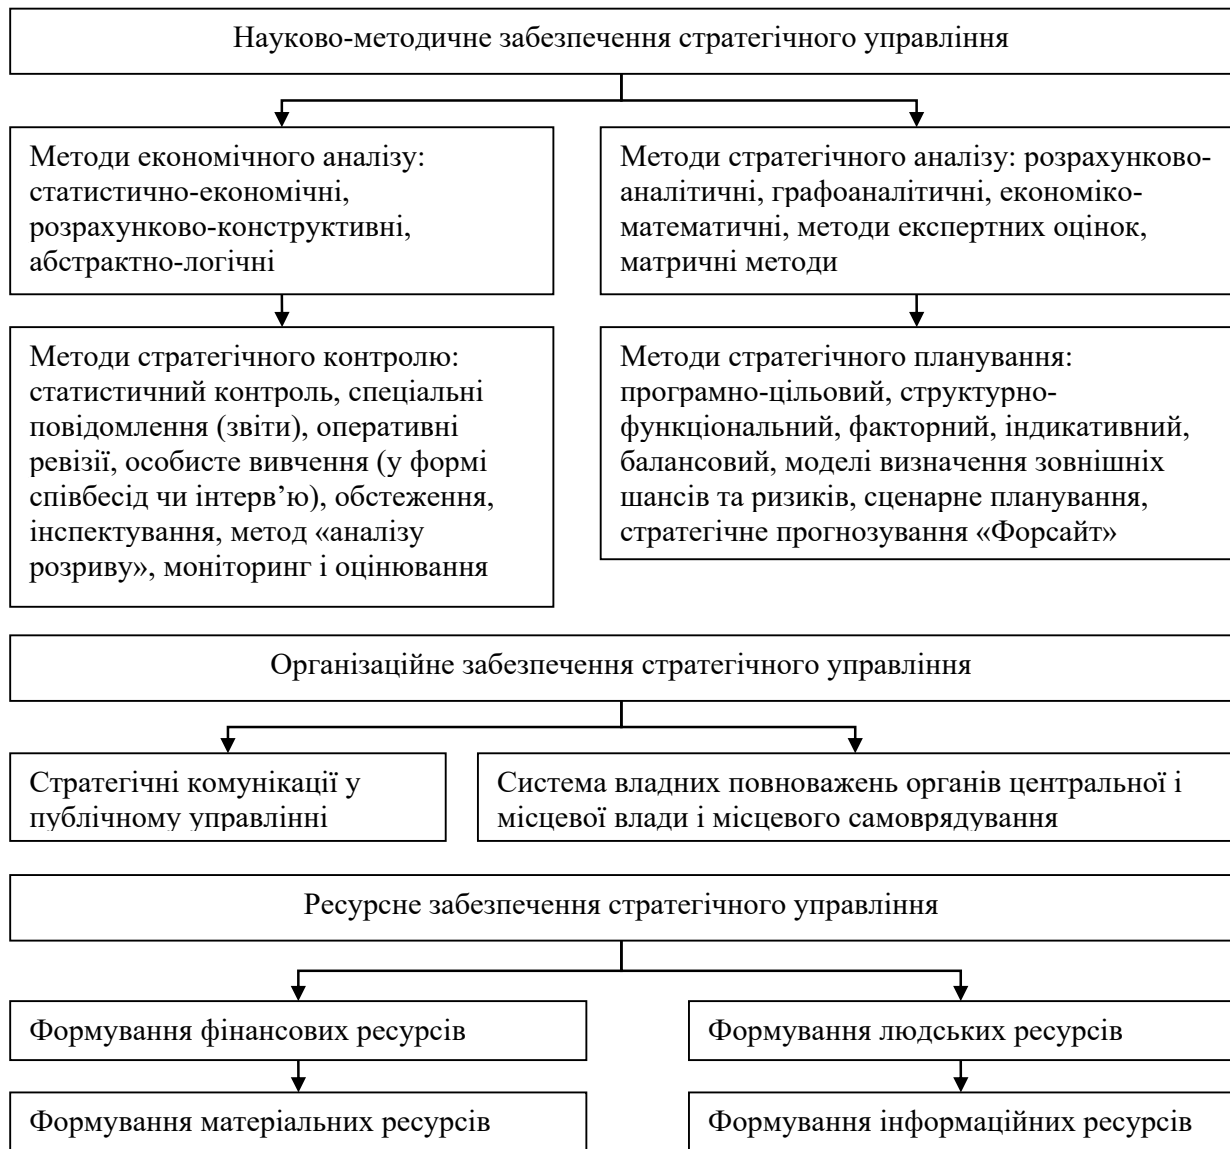 Науково-методичне забезпечення стратегічного управління
Методи економічного аналізу:
статистично-економічні,
розрахунково-конструктивні,
абстрактно-логічні
Методи стратегічного аналізу: розрахунково-
аналітичні, графоаналітичні, економіко-
математичні, методи експертних оцінок,
матричні методи
Методи стратегічного контролю:
статистичний контроль, спеціальні
повідомлення (звіти), оперативні
ревізії, особисте вивчення (у формі
співбесід чи інтерв’ю), обстеження,
інспектування, метод «аналізу
розриву», моніторинг і оцінювання
Методи стратегічного планування:
програмно-цільовий, структурно-
функціональний, факторний, індикативний,
балансовий, моделі визначення зовнішніх
шансів та ризиків, сценарне планування,
стратегічне прогнозування «Форсайт»
Організаційне забезпечення стратегічного управління
Стратегічні комунікації у
публічному управлінні
Система владних повноважень органів центральної і
місцевої влади і місцевого самоврядування
Ресурсне забезпечення стратегічного управління
Формування фінансових ресурсів
Формування людських ресурсів
Формування матеріальних ресурсів
Формування інформаційних ресурсів